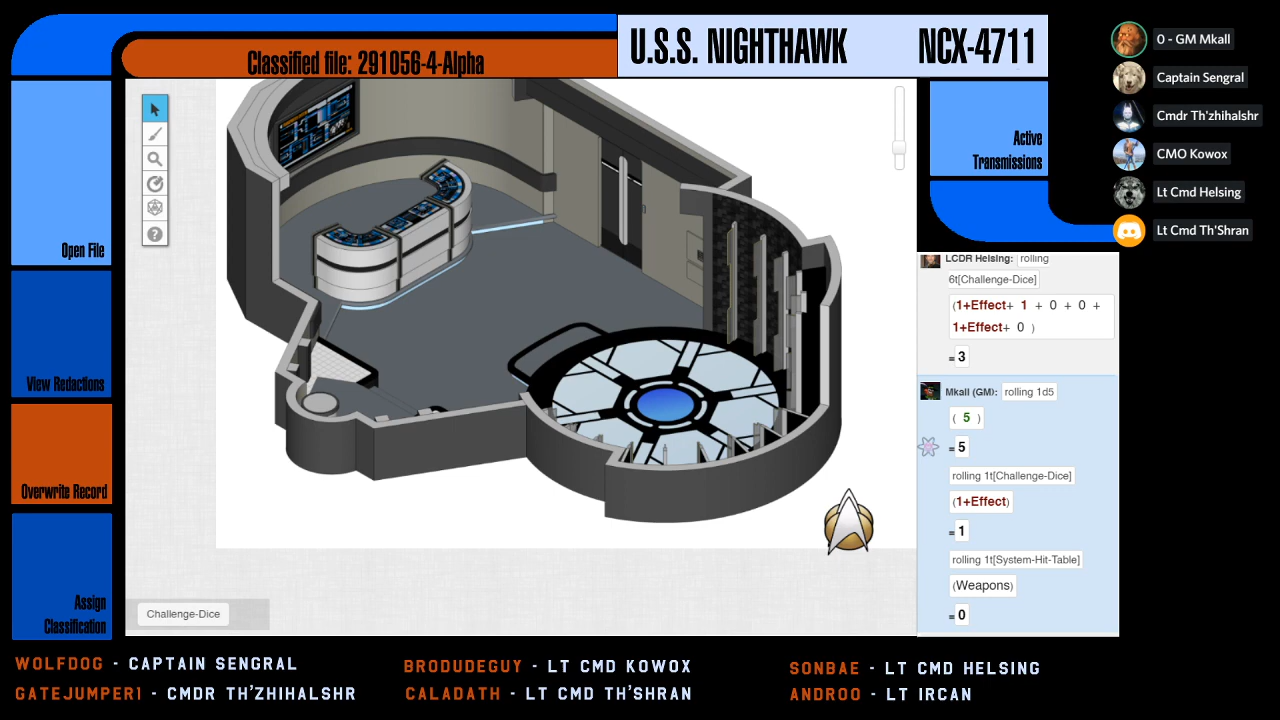 U.S.S. NIGHTHAWK NCX-4711
Classified file: 291056-4-Alpha
Open File
View Redactions
Overwrite Record
Assign
Classification
Challenge-Dice
Active
Transmissions
0 - GM Mkall
Captain Sengral
Cmdr Th'zhihalshr
CMO Kowox
Lt Cmd Helsing
Lt Cmd Th'Shran
LCDR Helsing: rolling
6t[Challenge-Dice]
(1+Effect+ 1 + 0 + 0 +
1+Effect+ 0 )
= 3
Mkall (GM): rolling 1d5
( 5 )
= 5
rolling 1t[Challenge-Dice]
(1+Effect)
= 1
rolling 1t[System-Hit-Table]
(Weapons)
= 0
WOLFDOG - CAPTAIN SENGRAL
GATEJUMPER1 - CMDR TH'ZHIHALSHR
BRODUDEGUY - LT CMD KOWOX
CALADATH - LT CMD TH'SHRAN
SONBAE - LT CMD HELSING
ANDROO - LT IRCAN